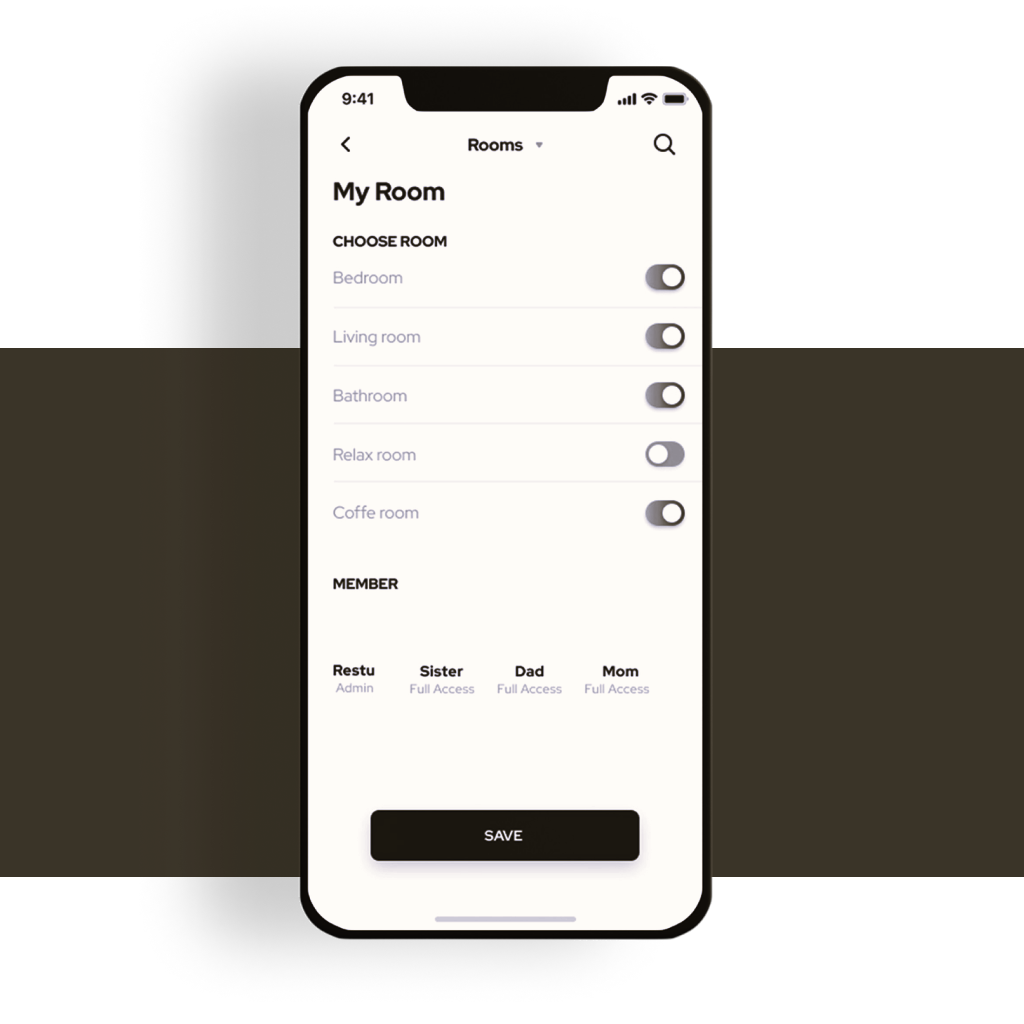 9:41
Rooms
My Room
CHOOSE ROOM
Bedroom
Living room
Bathroom
Relax room
Coffe room
MEMBER
Restu Sister Dad Mom
Admin Full Access Full Access Full Access
SAVE